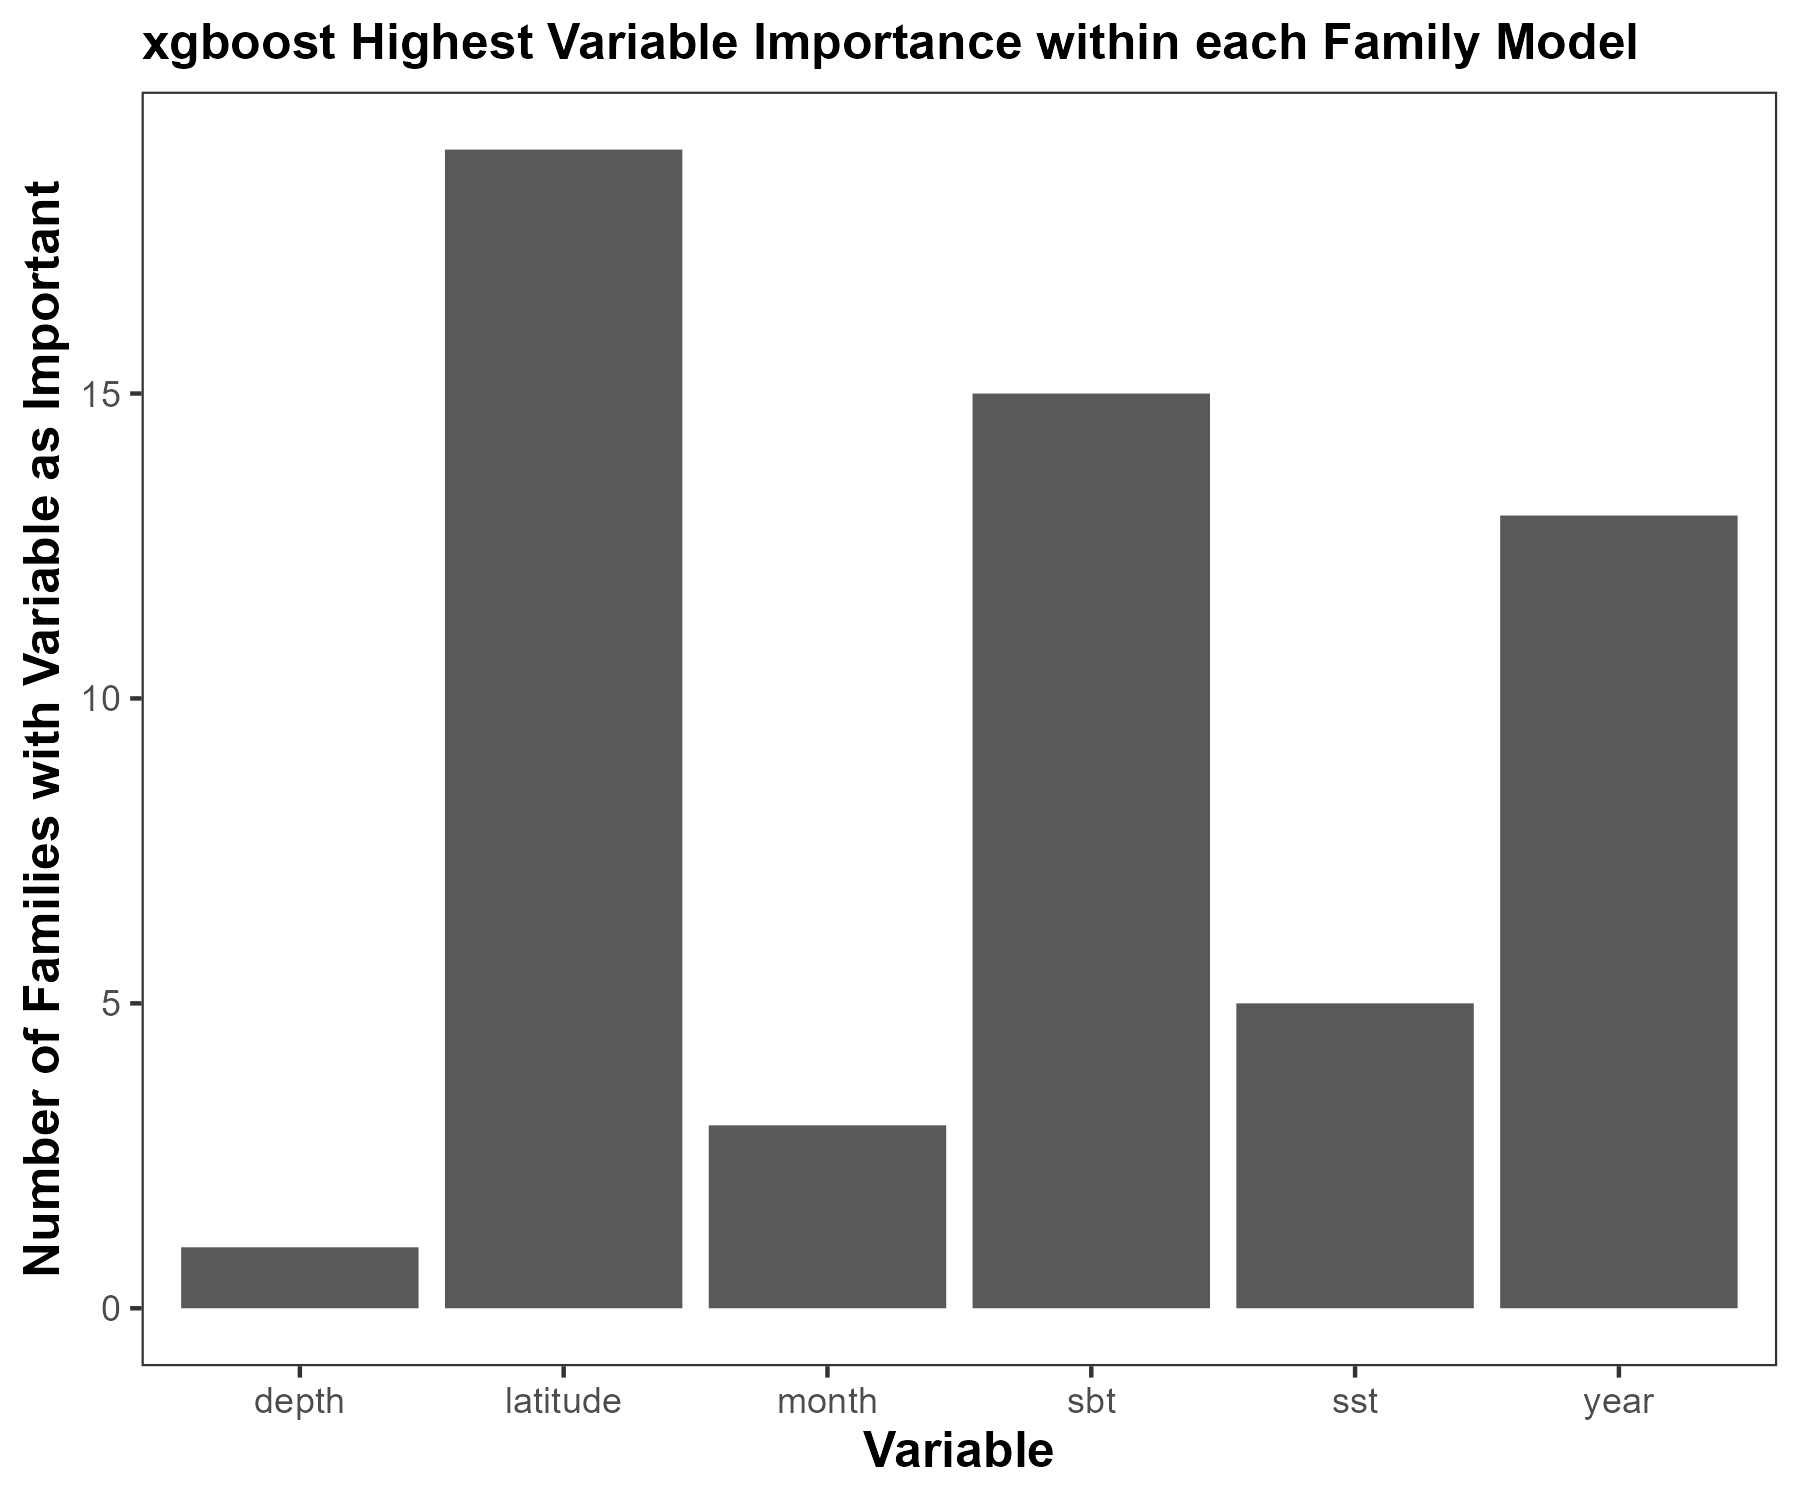 xgboost Highest Variable Importance within each Family Model
Number of Families with Variable as Important
15
10
5
0
depth
latitude
month
sbt
sst
year
Variable